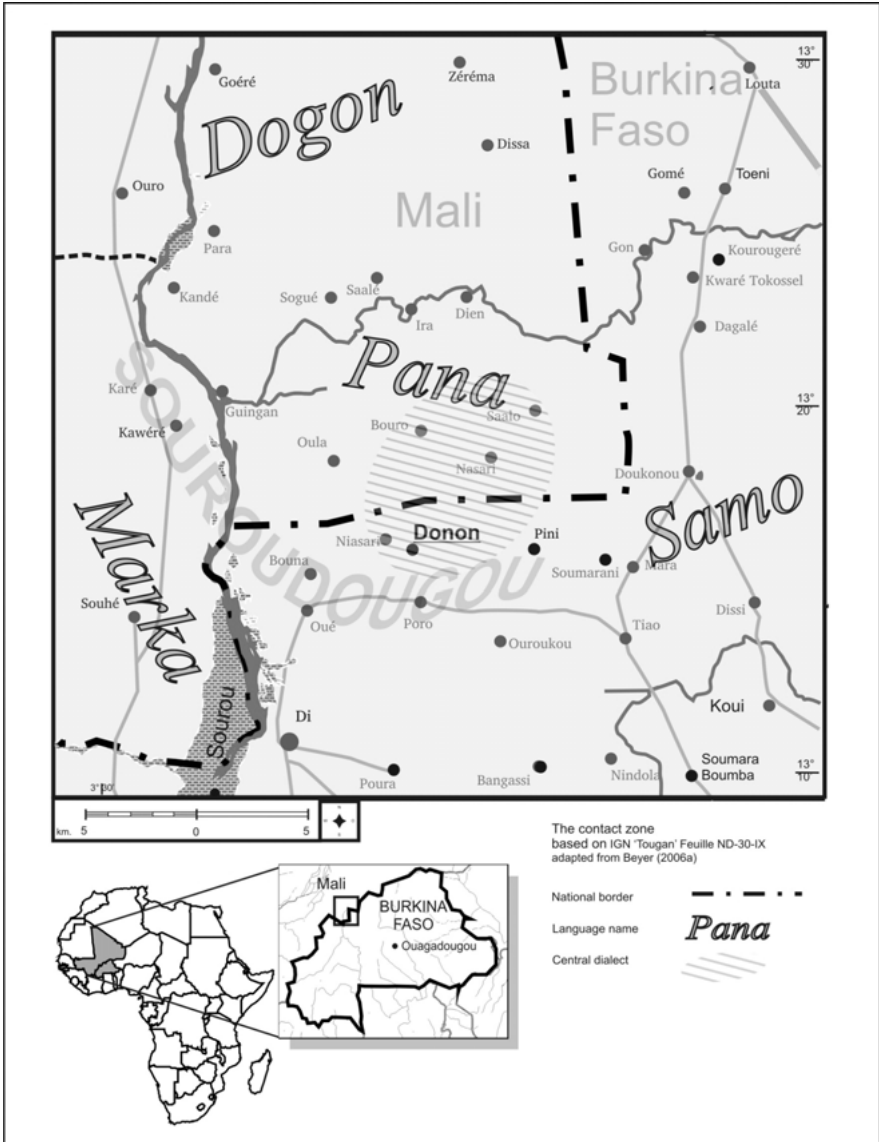 13°
30'
Goéré
Zéréma
Louta
Burkina
Faso
Dogon
Dissa
Ouro
Gomé
Toeni
Mali
Para
Gon
Kourougeré
Kwaré Tokossel
Kandé
Sogué
Saalé
Ira
Dien
Dagalé
Pana
SOUROUDOUGOU
Karé
Guingan
13°
20'
Kawéré
Bouro
Saalo
Oula
Nasari
Doukonou
Samo
Marka
Niasari
Donon
Pini
Bouna
Soumarani
Mara
Souhé
Oué
Poro
Dissi
Ouroukou
Tiao
Sourou
Di
Koui
Poura
Bangassi
Nindola
Soumara
Boumba
13°
10'
3° 30'
km.
5
0
5
The contact zone
based on IGN 'Tougan' Feuille ND-30-IX
adapted from Beyer (2006a)
National border
Language name
Pana
Central dialect
Mali
BURKINA
FASO
Ouagadougou